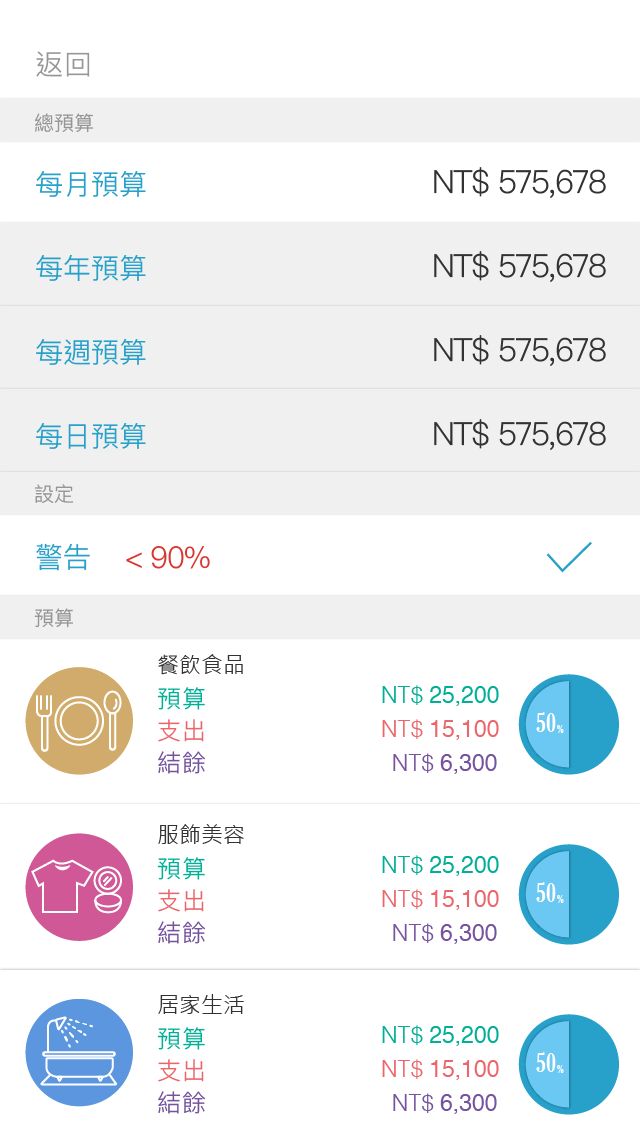 返回
總預算
每月預算 NT$ 575,678
每年預算 NT$ 575,678
每週預算 NT$ 575,678
每日預算 NT$ 575,678
設定
警告 < 90%
預算
餐飲食品
預算 NT$ 25,200
支出 NT$ 15,100
結餘 NT$ 6,300
50%
服飾美容
預算 NT$ 25,200
支出 NT$ 15,100
結餘 NT$ 6,300
50%
居家生活
預算 NT$ 25,200
支出 NT$ 15,100
結餘 NT$ 6,300
50%